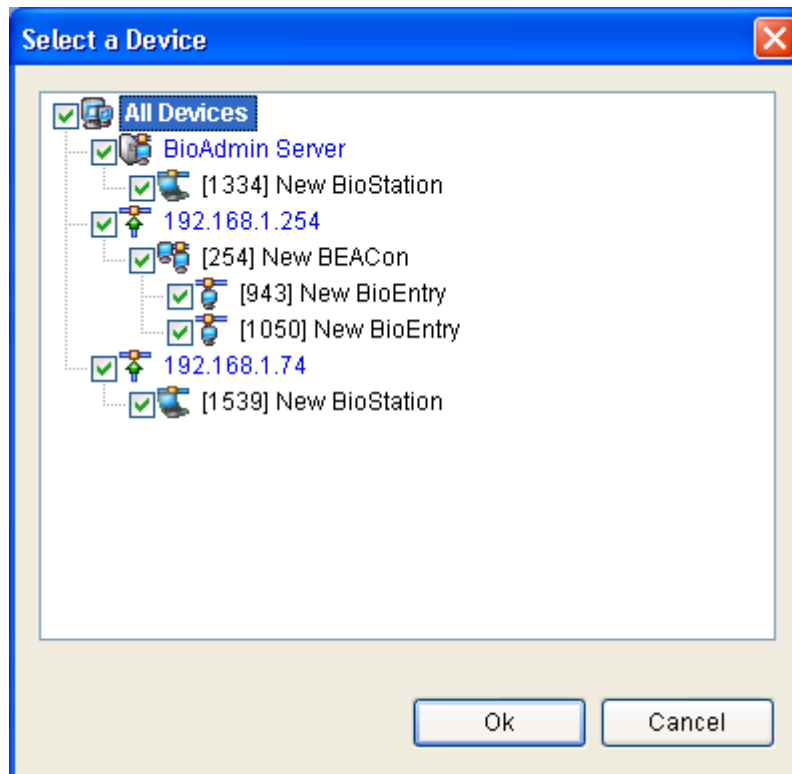 Select a Device
All Devices
BioAdmin Server
[1334] New BioStation
192.168.1.254
[254] New BEACon
[943] New BioEntry
[1050] New BioEntry
192.168.1.74
[1539] New BioStation
Ok Cancel